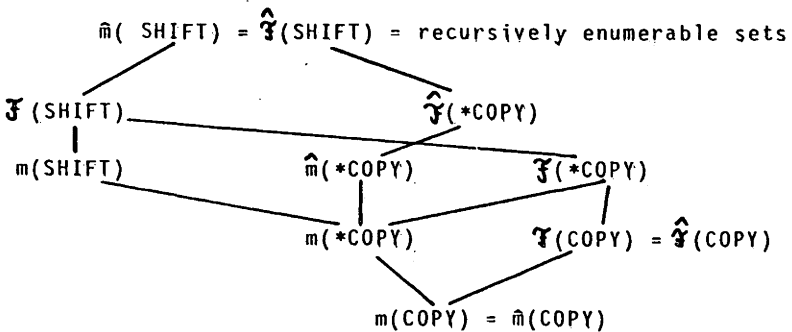 m̂( SHIFT) = 𝕱̂(SHIFT) = recursively enumerable sets
𝕱(SHIFT) 𝕱̂(*COPY)
m(SHIFT) m̂(*COPY) 𝕱(*COPY)
m(*COPY) 𝕱(COPY) = 𝕱̂(COPY)
m(COPY) = m̂(COPY)